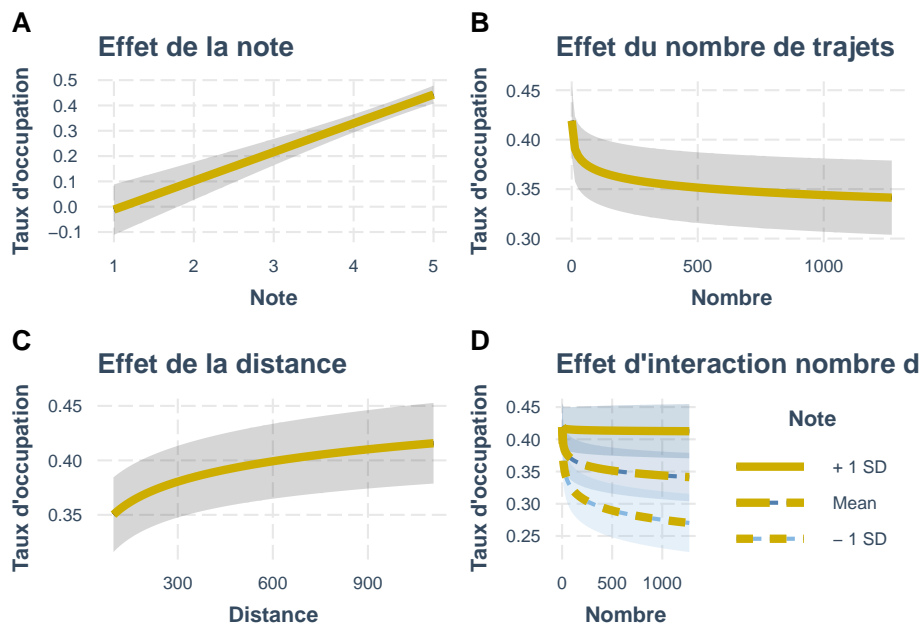 A
Effet de la note
Taux d'occupation
0.5
0.4
0.3
0.2
0.1
0.0
−0.1
1 2 3 4 5
Note
B
Effet du nombre de trajets
Taux d'occupation
0.45
0.40
0.35
0.30
0 500 1000
Nombre
C
Effet de la distance
Taux d'occupation
0.45
0.40
0.35
300 600 900
Distance
D
Effet d'interaction nombre d
Taux d'occupation
0.45
0.40
0.35
0.30
0.25
0 500 1000
Nombre
Note
+ 1 SD
Mean
− 1 SD